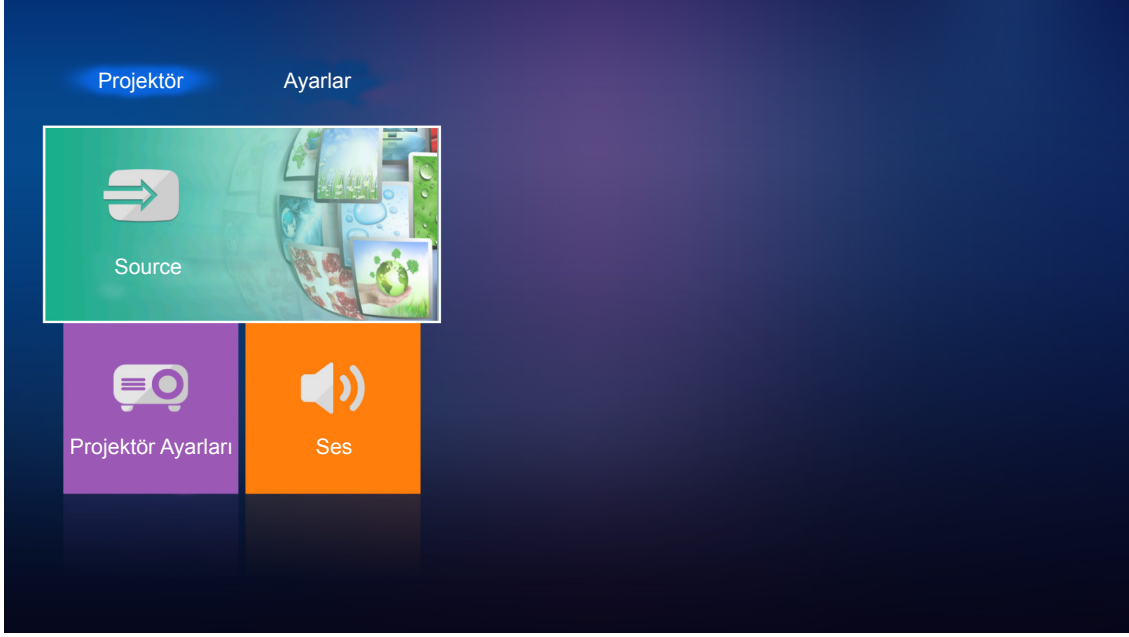 Projektör
Ayarlar
Source
Projektör Ayarları
Ses